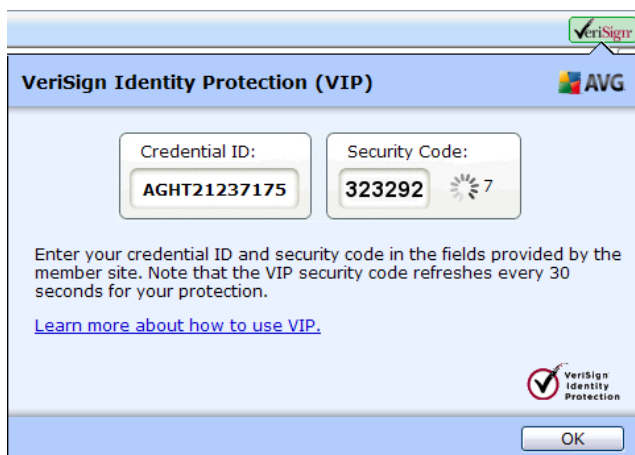 VeriSign
VeriSign Identity Protection (VIP)
AVG
Credential ID:
Security Code:
AGHT21237175
323292
7
Enter your credential ID and security code in the fields provided by the
member site. Note that the VIP security code refreshes every 30
seconds for your protection.
Learn more about how to use VIP.
VeriSign
Identity
Protection
OK